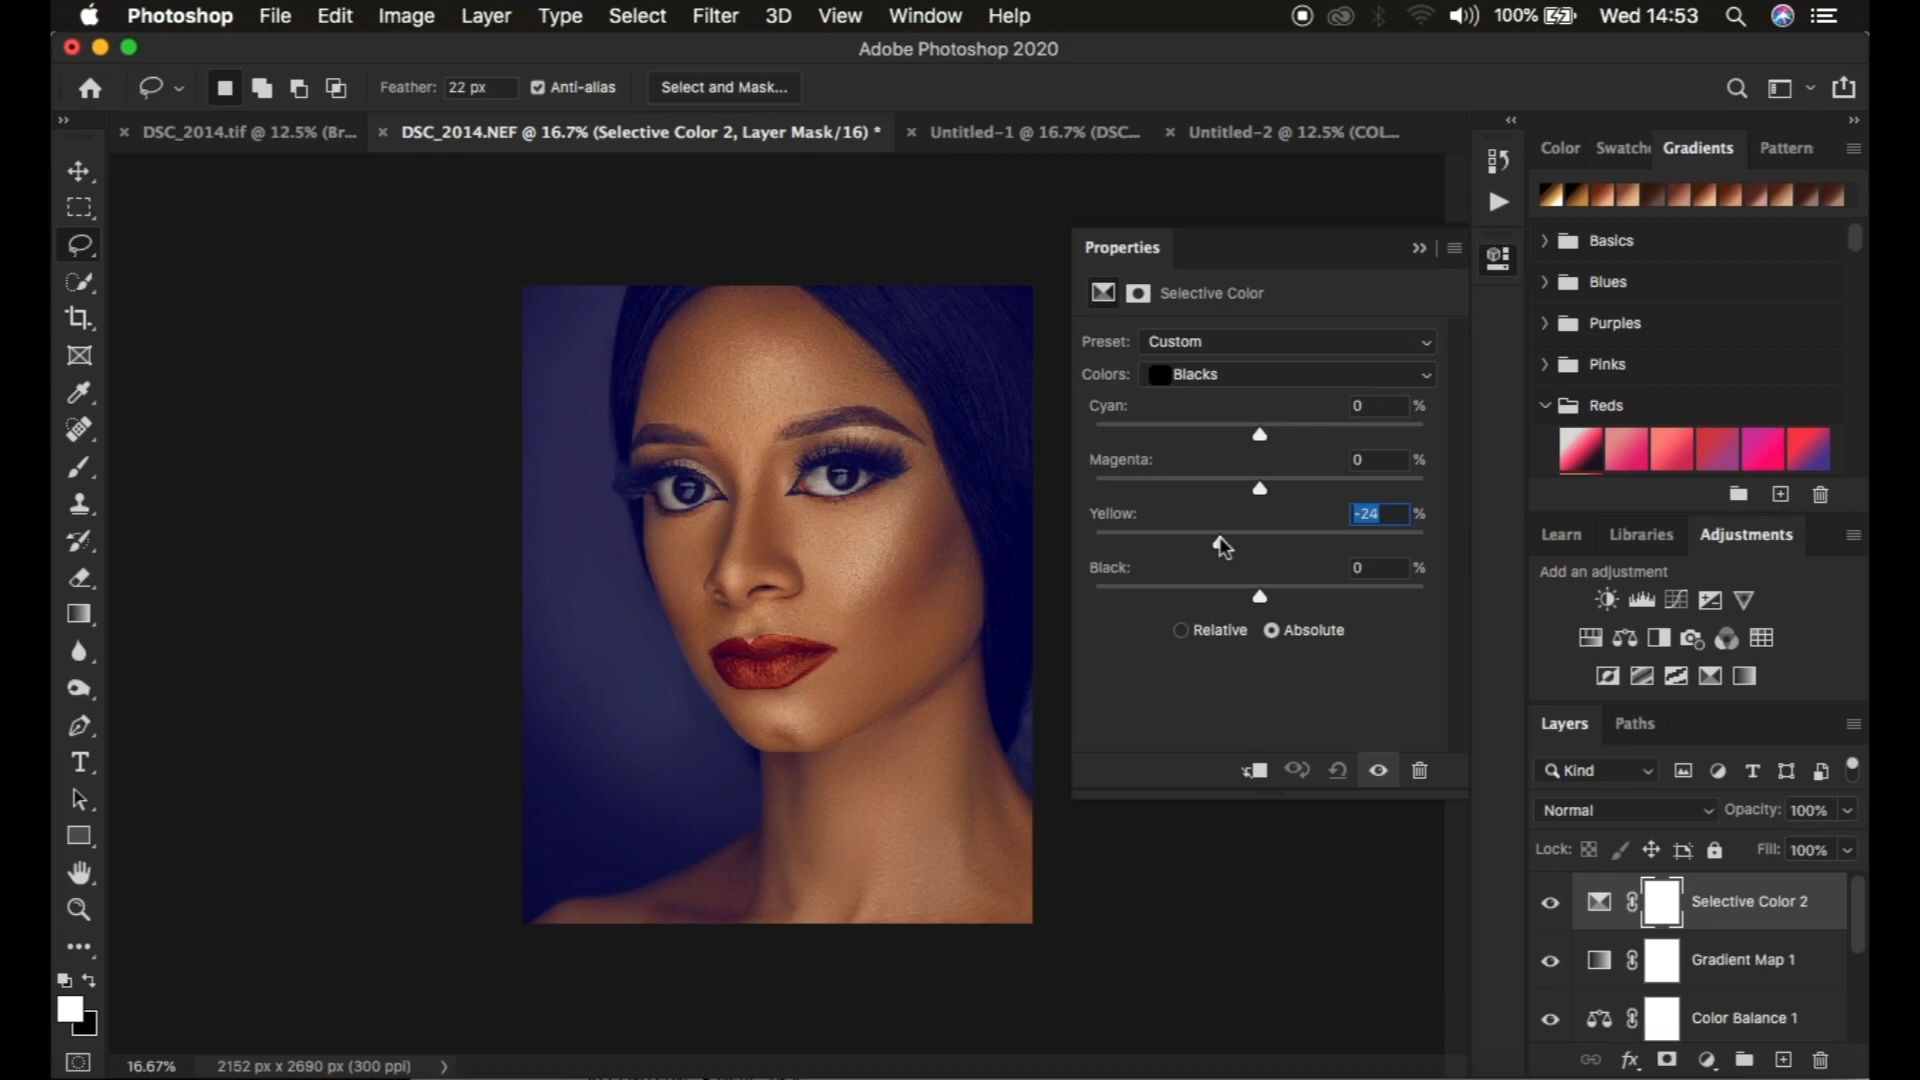 Photoshop File Edit Image Layer Type Select Filter 3D View Window Help 100% Wed 14:53
Adobe Photoshop 2020
Feather: 22 px Anti-alias Select and Mask...
DSC_2014.tif @ 12.5% (Br... DSC_2014.NEF @ 16.7% (Selective Color 2, Layer Mask/16) * Untitled-1 @ 16.7% (DSC... Untitled-2 @ 12.5% (COL...
Color Swatche Gradients Pattern
Basics
Blues
Purples
Pinks
Reds
Properties
Selective Color
Preset: Custom
Colors: Blacks
Cyan: 0 %
Magenta: 0 %
Yellow: -24 %
Black: 0 %
Relative Absolute
Learn Libraries Adjustments
Add an adjustment
Layers Paths
Kind
Normal Opacity: 100%
Lock: Fill: 100%
Selective Color 2
Gradient Map 1
Color Balance 1
16.67% 2152 px x 2690 px (300 ppi)